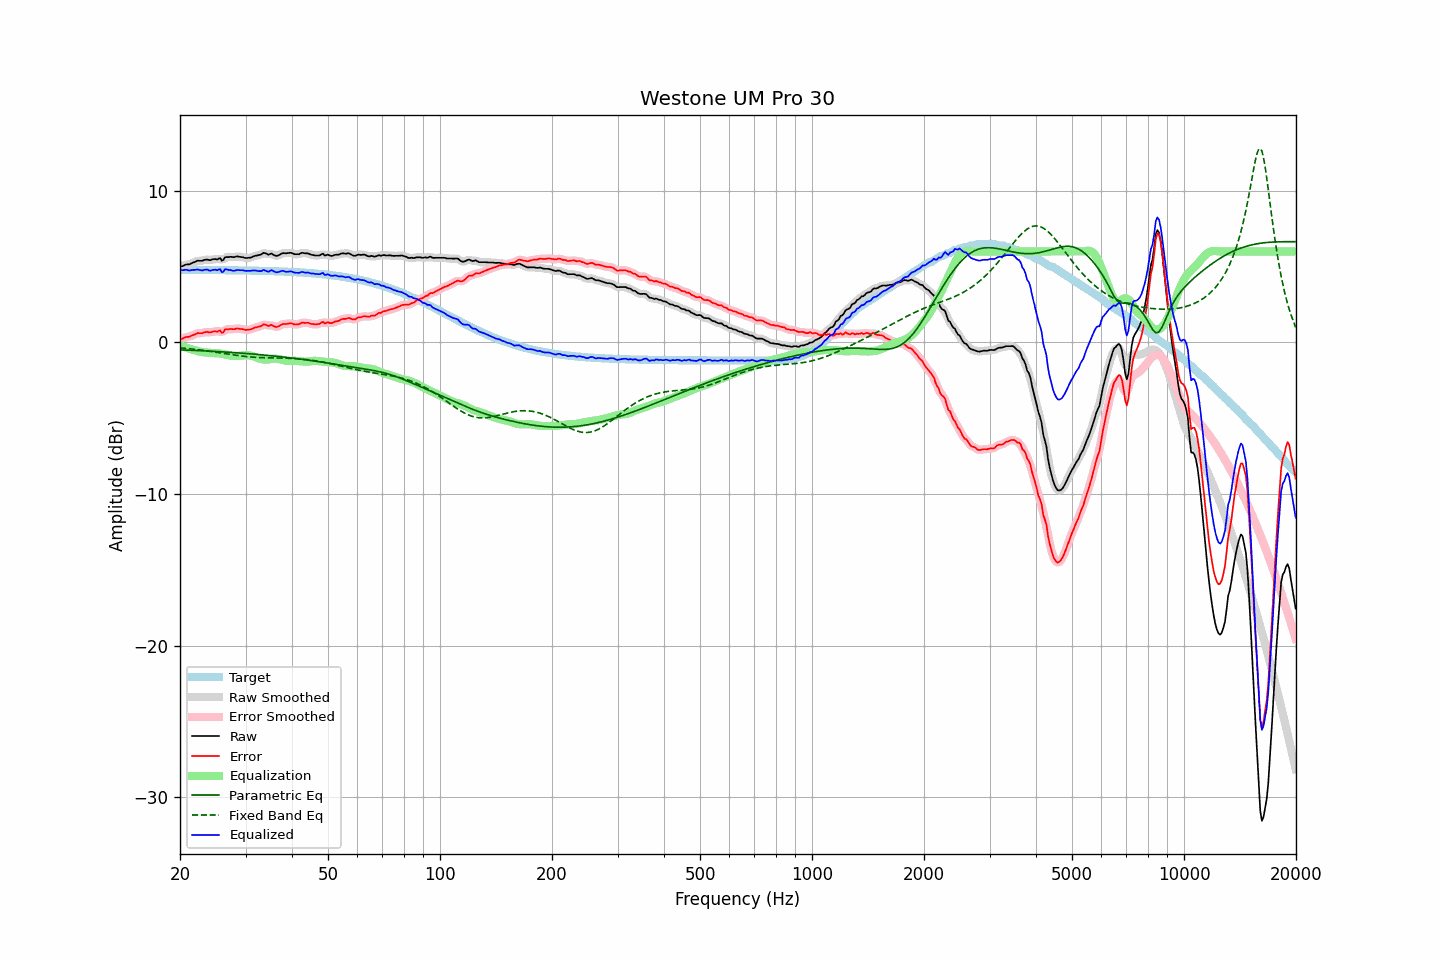 Westone UM Pro 30
Amplitude (dBr)
10
0
−10
−20
−30
Target
Raw Smoothed
Error Smoothed
Raw
Error
Equalization
Parametric Eq
Fixed Band Eq
Equalized
20 50 100 200 500 1000 2000 5000 10000 20000
Frequency (Hz)